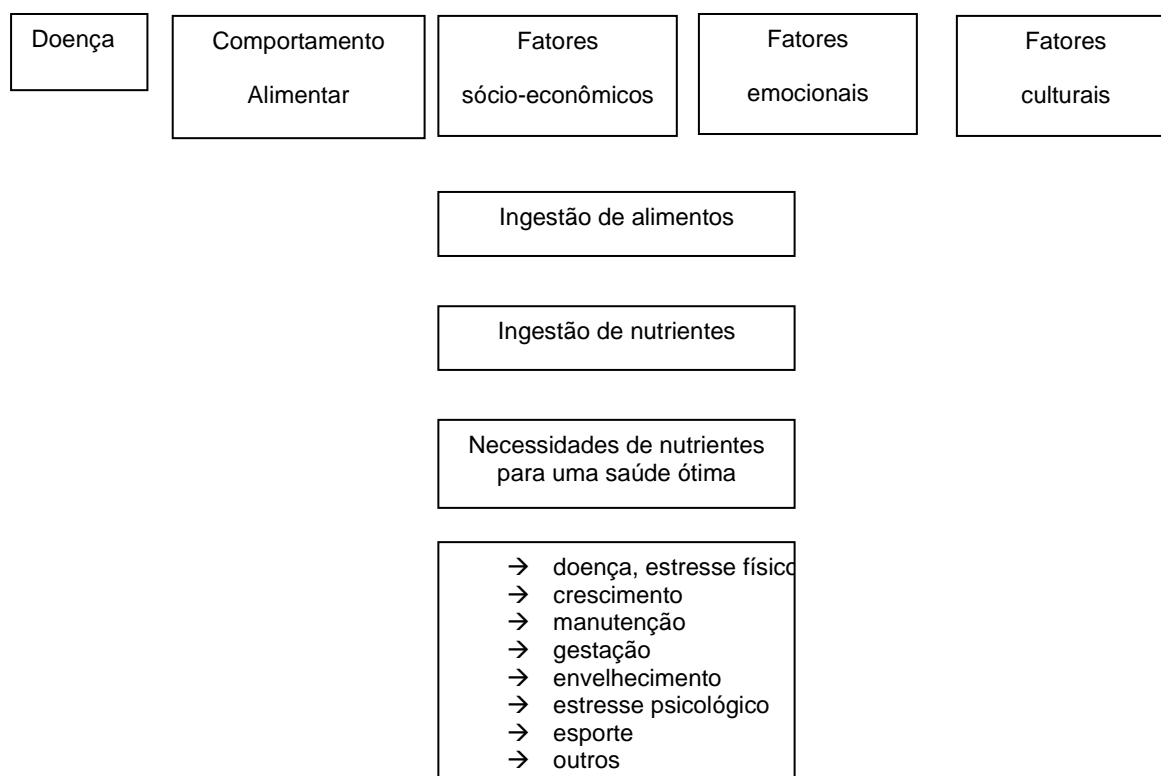 Doença
Comportamento
Alimentar
Fatores
sócio-econômicos
Fatores
emocionais
Fatores
culturais
Ingestão de alimentos
Ingestão de nutrientes
Necessidades de nutrientes
para uma saúde ótima
→ doença, estresse físico
→ crescimento
→ manutenção
→ gestação
→ envelhecimento
→ estresse psicológico
→ esporte
→ outros